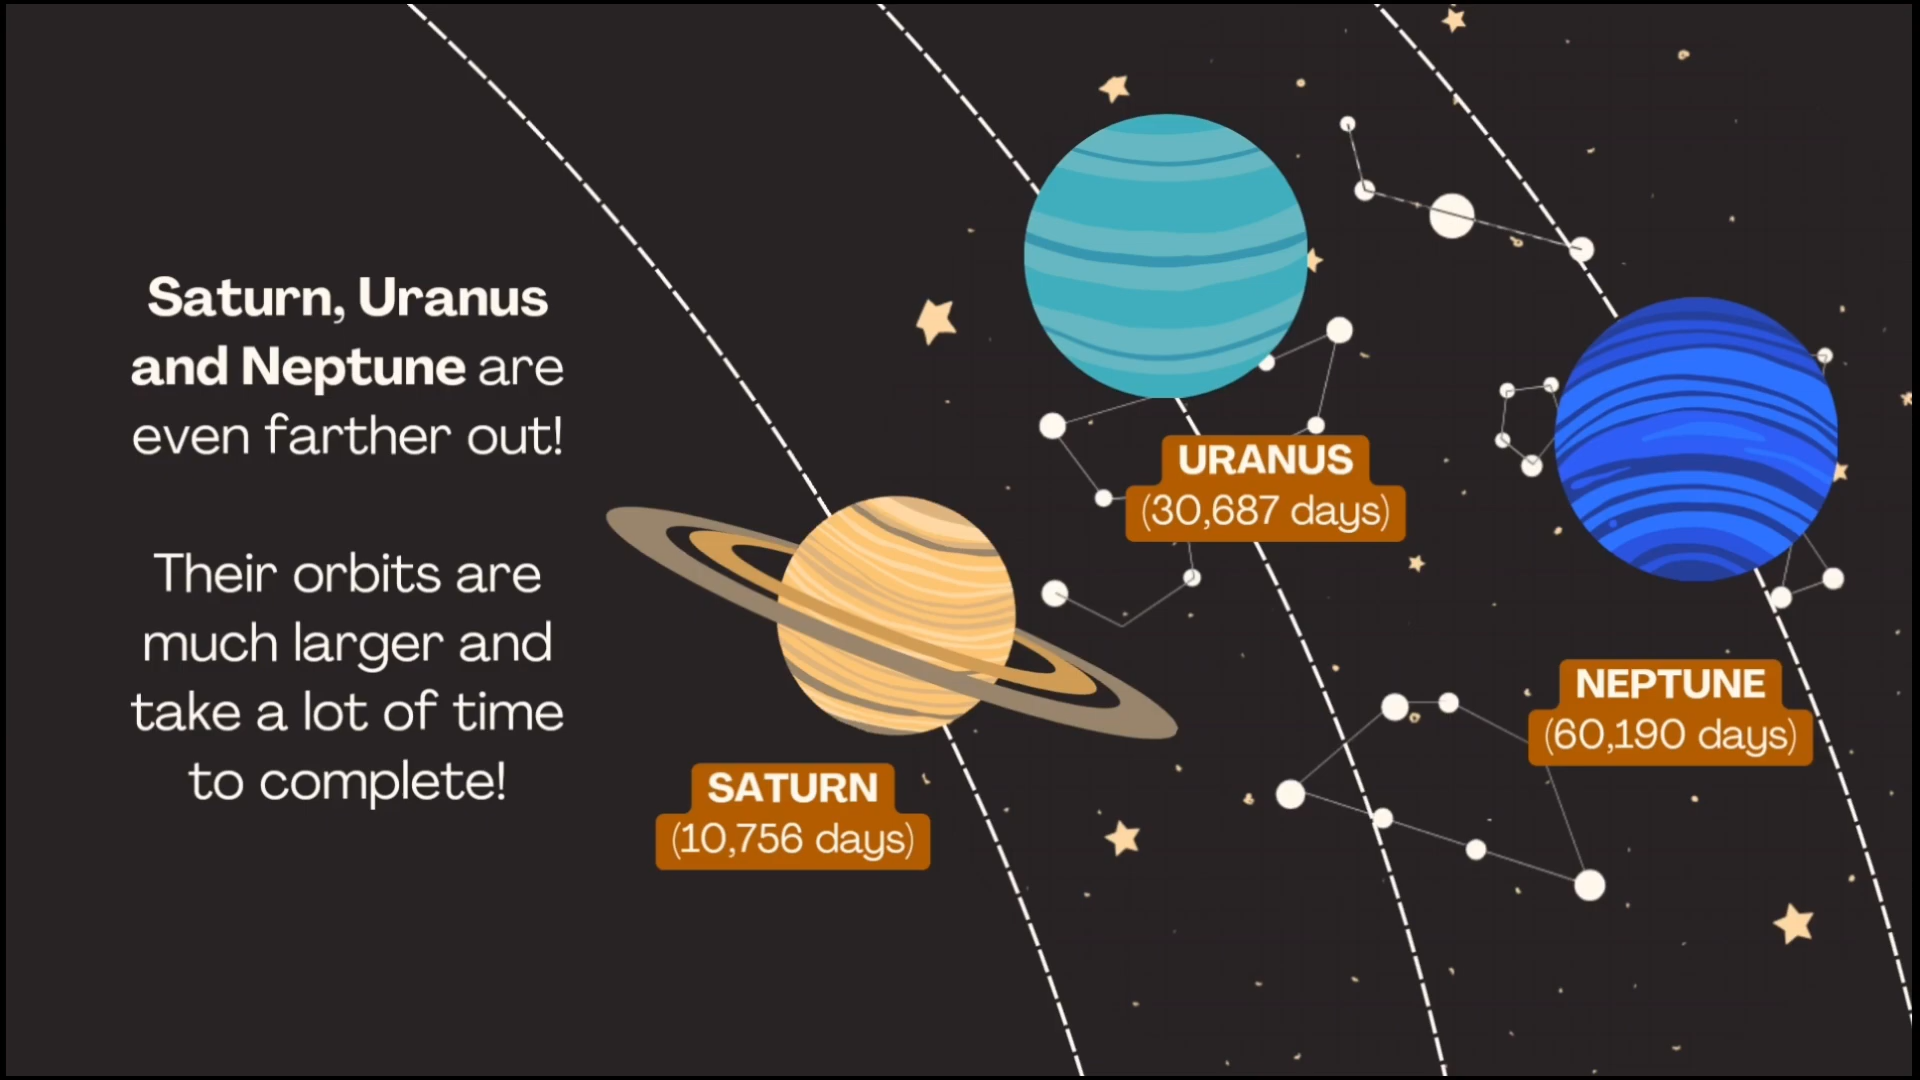 Saturn, Uranus
and Neptune are
even farther out!
Their orbits are
much larger and
take a lot of time
to complete!
SATURN
(10,756 days)
URANUS
(30,687 days)
NEPTUNE
(60,190 days)